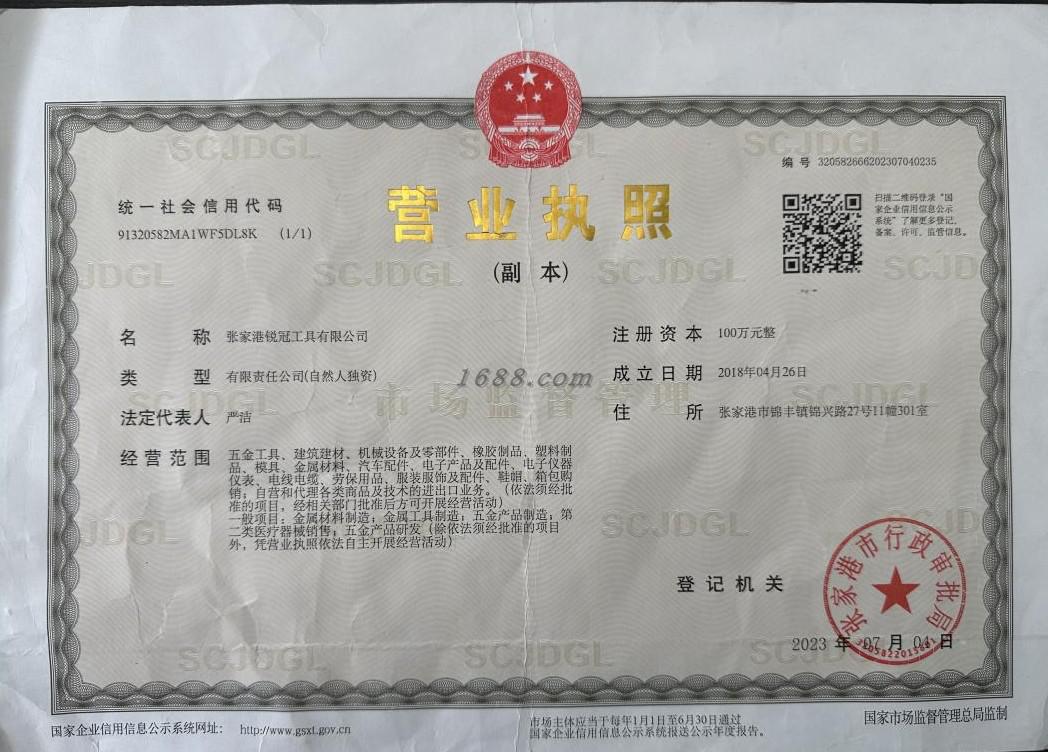 编 号 320582666202307040235
统一社会信用代码
91320582MA1WF5DL8K (1/1)
营业执照
(副 本)
扫描二维码登录“国
家企业信用信息公示
系统”了解更多登记、
备案、许可、监管信息。
名 称 张家港锐冠工具有限公司
类 型 有限责任公司(自然人独资)
法定代表人 严洁
经营范围 五金工具、建筑建材、机械设备及零部件、橡胶制品、塑料制
品、模具、金属材料、汽车配件、电子产品及配件、电子仪器
仪表、电线电缆、劳保用品、服装服饰及配件、鞋帽、箱包购
销；自营和代理各类商品及技术的进出口业务。（依法须经批
准的项目，经相关部门批准后方可开展经营活动）
一般项目：金属材料制造；金属工具制造；五金产品制造；第
二类医疗器械销售；五金产品研发（除依法须经批准的项目
外，凭营业执照依法自主开展经营活动）
注册资本 100万元整
成立日期 2018年04月26日
住 所 张家港市锦丰镇锦兴路27号11幢301室
1688.com
市场监督管理
SCJDGL
登记机关
张家港市行政审批局
2023 年 07 月 04 日
国家企业信用信息公示系统网址： http://www.gsxt.gov.cn
市场主体应当于每年1月1日至6月30日通过
国家企业信用信息公示系统报送公示年度报告。
国家市场监督管理总局监制